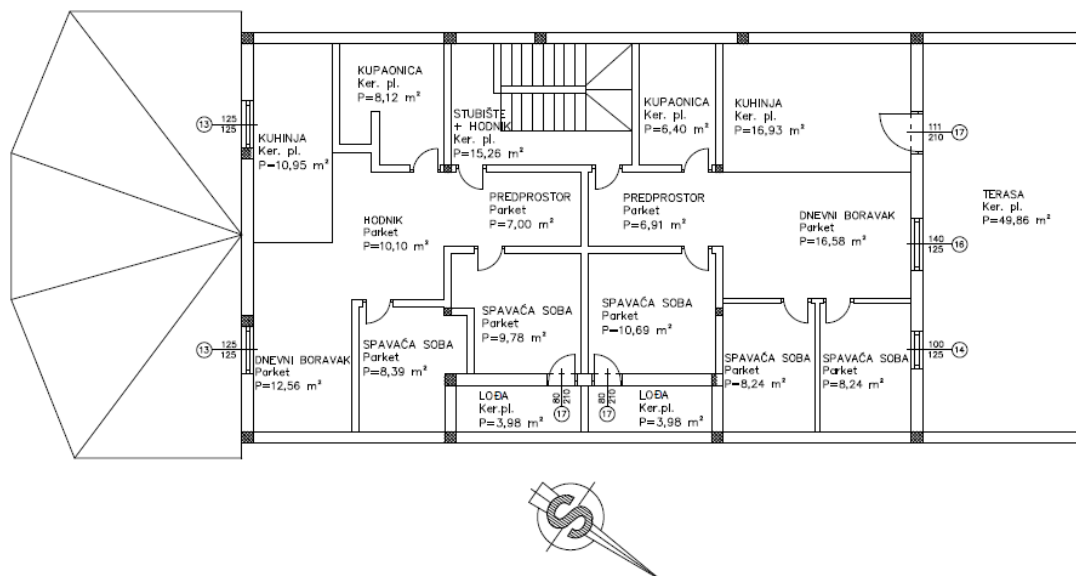 KUPAONICA
Ker. pl.
P=8,12 m²
STUBIŠTE
+ HODNIK
Ker. pl.
P=15,26 m²
KUPAONICA
Ker. pl.
P=6,40 m²
KUHINJA
Ker. pl.
P=16,93 m²
13
125
125
KUHINJA
Ker. pl.
P=10,95 m²
111
210
17
HODNIK
Parket
P=10,10 m²
PREDPROSTOR
Parket
P=7,00 m²
PREDPROSTOR
Parket
P=6,91 m²
DNEVNI BORAVAK
Parket
P=16,58 m²
TERASA
Ker. pl.
P=49,86 m²
140
125
16
SPAVAĆA SOBA
Parket
P=9,78 m²
SPAVAĆA SOBA
Parket
P=10,69 m²
13
125
125
DNEVNI BORAVAK
Parket
P=12,56 m²
SPAVAĆA SOBA
Parket
P=8,39 m²
SPAVAĆA SOBA
Parket
P=8,24 m²
SPAVAĆA SOBA
Parket
P=8,24 m²
100
125
14
LOĐA
Ker.pl.
P=3,98 m²
80
210
17
80
210
17
LOĐA
Ker.pl.
P=3,98 m²
S